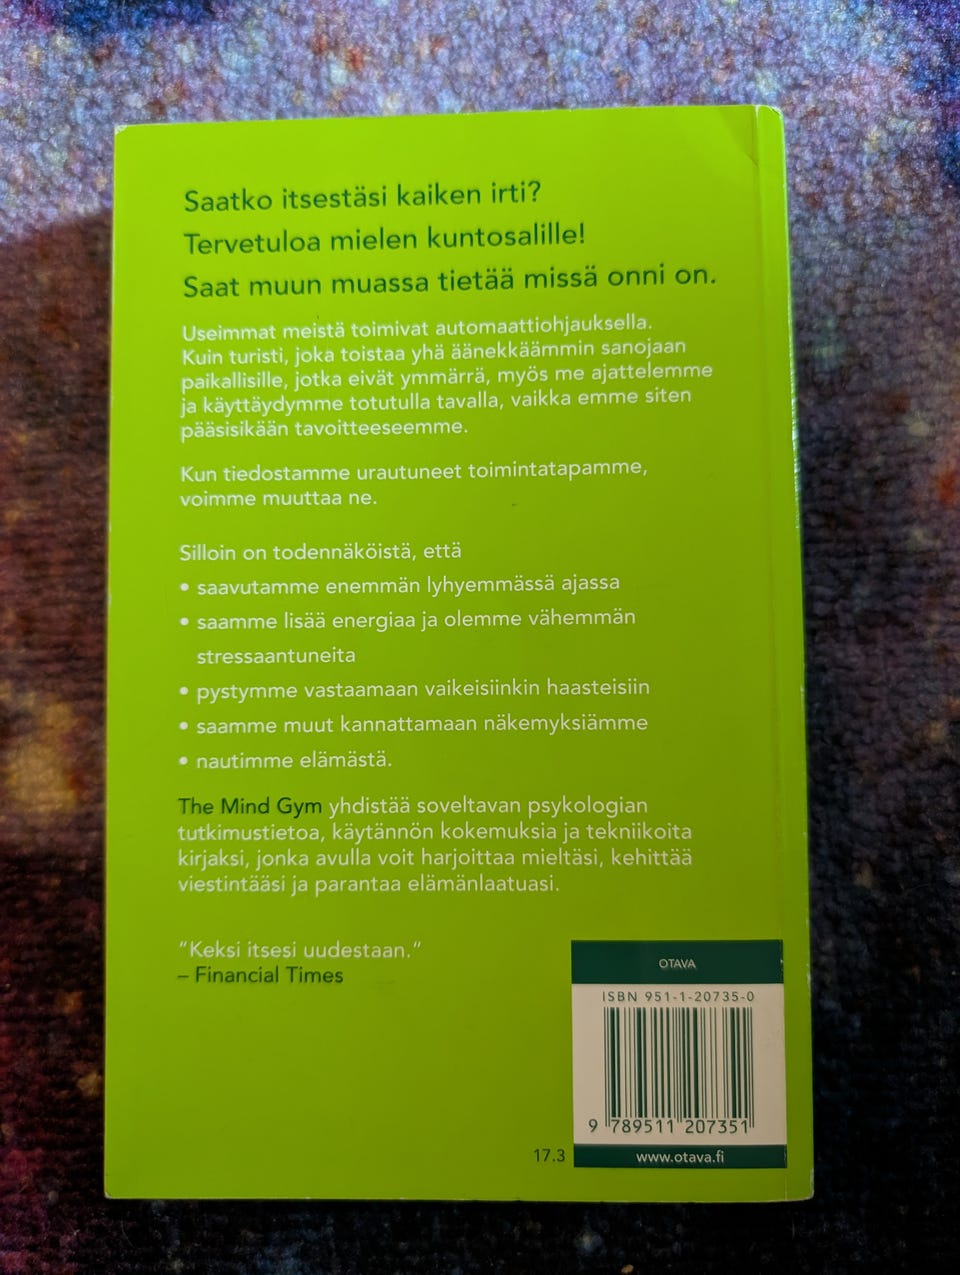 Saatko itsestäsi kaiken irti?
Tervetuloa mielen kuntosalille!
Saat muun muassa tietää missä onni on.
Useimmat meistä toimivat automaattiohjauksella.
Kuin turisti, joka toistaa yhä äänekkäämmin sanojaan
paikallisille, jotka eivät ymmärrä, myös me ajattelemme
ja käyttäydymme totutulla tavalla, vaikka emme siten
pääsisikään tavoitteeseemme.
Kun tiedostamme urautuneet toimintatapamme,
voimme muuttaa ne.
Silloin on todennäköistä, että
• saavutamme enemmän lyhyemmässä ajassa
• saamme lisää energiaa ja olemme vähemmän
stressaantuneita
• pystymme vastaamaan vaikeisiinkin haasteisiin
• saamme muut kannattamaan näkemyksiämme
• nautimme elämästä.
The Mind Gym yhdistää soveltavan psykologian
tutkimustietoa, käytännön kokemuksia ja tekniikoita
kirjaksi, jonka avulla voit harjoittaa mieltäsi, kehittää
viestintääsi ja parantaa elämänlaatuasi.
”Keksi itsesi uudestaan.”
– Financial Times
OTAVA
ISBN 951-1-20735-0
9 789511 207351
17.3
www.otava.fi